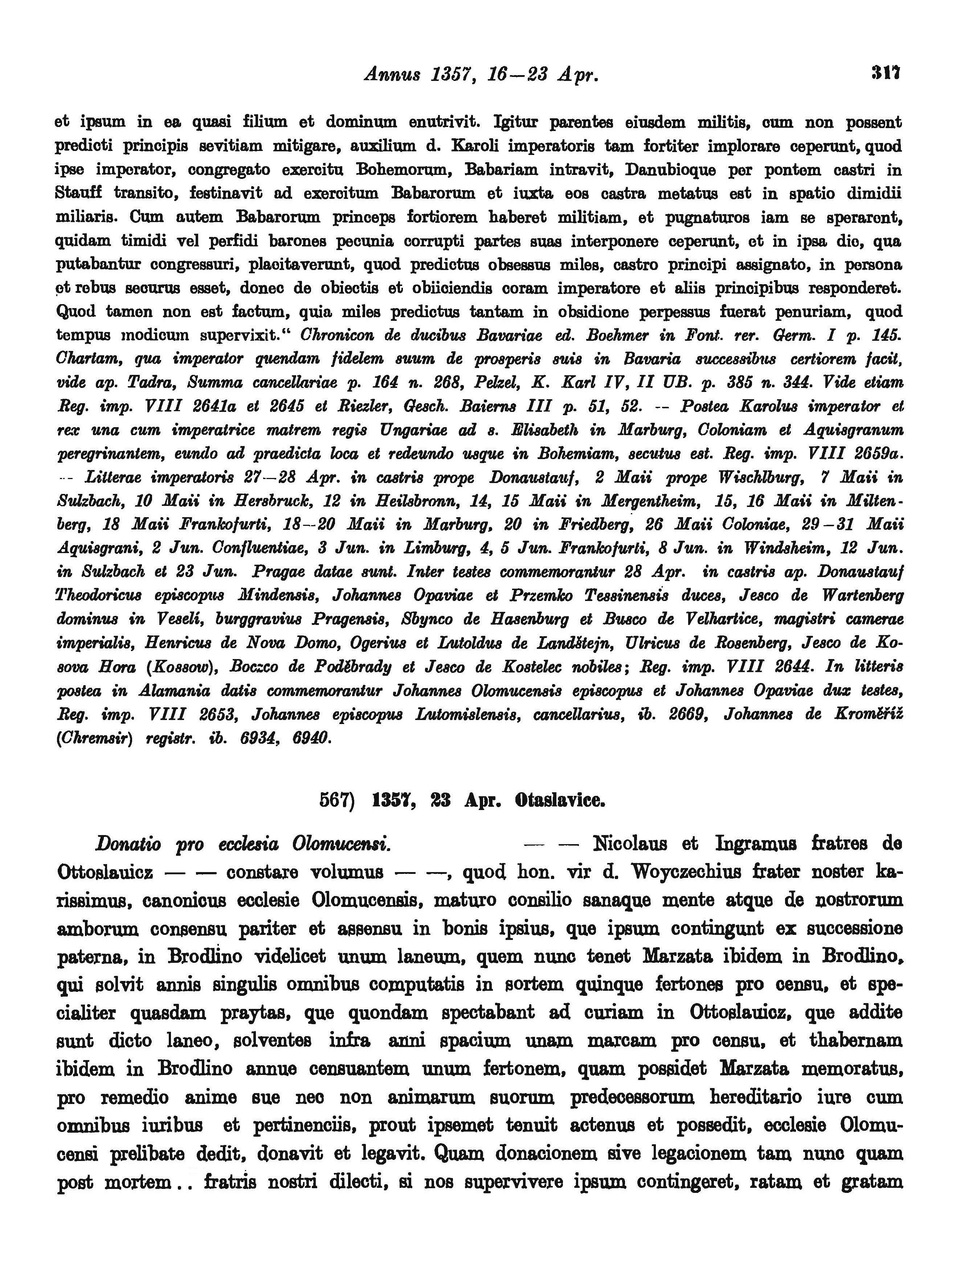 Annus 1357, 16—23 Apr. 317
et ipsum in ea quasi filium et dominum enutrivit. Igitur parentes eiusdem militis, cum non possent
predicti principis sevitiam mitigare, auxilium d. Karoli imperatoris tam fortiter implorare ceperunt, quod
ipse imperator, congregato exercitu Bohemorum, Babariam intravit, Danubioque per pontem castri in
Stauff transito, festinavit ad exercitum Babarorum et iuxta eos castra metatus est in spatio dimidii
miliaris. Cum autem Babarorum princeps fortiorem haberet militiam, et pugnaturos iam se speraront,
quidam timidi vel perfidi barones pecunia corrupti partes suas interponere ceperunt, et in ipsa die, qua
putabantur congressuri, placitaverunt, quod predictus obsessus miles, castro principi assignato, in persona
et rebus securus esset, donec de obiectis et obiiciendis coram imperatore et aliis principibus responderet.
Quod tamen non est factum, quia miles predictus tantam in obsidione perpessus fuerat penuriam, quod
tempus modicum supervixit.“ Chronicon de ducibus Bavariae ed. Boehmer in Font. rer. Germ. I p. 145.
Chartam, qua imperator quendam fidelem suum de prosperis suis in Bavaria successibus certiorem facit,
vide ap. Tadra, Summa cancellariae p. 164 n. 268, Pelzel, K. Karl IV, II UB. p. 385 n. 344. Vide etiam
Reg. imp. VIII 2641a et 2645 et Riezler, Gesch. Baierns III p. 51, 52. — Postea Karolus imperator et
rex una cum imperatrice matrem regis Ungariae ad s. Elisabeth in Marburg, Coloniam et Aquisgranum
peregrinantem, eundo ad praedicta loca et redeundo usque in Bohemiam, secutus est. Reg. imp. VIII 2659a.
— Litterae imperatoris 27—28 Apr. in castris prope Donaustauf, 2 Maii prope Wischlburg, 7 Maii in
Sulzbach, 10 Maii in Hersbruck, 12 in Heilsbronn, 14, 15 Maii in Mergentheim, 15, 16 Maii in Milten-
berg, 18 Maii Frankofurti, 18—20 Maii in Marburg, 20 in Friedberg, 26 Maii Coloniae, 29—31 Maii
Aquisgrani, 2 Jun. Confluentiae, 3 Jun. in Limburg, 4, 5 Jun. Frankofurti, 8 Jun. in Windsheim, 12 Jun.
in Sulzbach et 23 Jun. Pragae datae sunt. Inter testes commemorantur 28 Apr. in castris ap. Donaustauf
Theodoricus episcopus Mindensis, Johannes Opaviae et Przemko Tessinensis duces, Jesco de Wartenberg
dominus in Veselí, burggravius Pragensis, Sbynco de Hasenburg et Busco de Velhartice, magistri camerae
imperialis, Henricus de Nova Domo, Ogerius et Lutoldus de Landštejn, Ulricus de Rosenberg, Jesco de Ko-
sova Hora (Kossow), Boczco de Poděbrady et Jesco de Kostelec nobiles; Reg. imp. VIII 2644. In litteris
postea in Alamania datis commemorantur Johannes Olomucensis episcopus et Johannes Opaviae dux testes,
Reg. imp. VIII 2653, Johannes episcopus Lutomislensis, cancellarius, ib. 2669, Johannes de Kroměříž
(Chremsir) registr. ib. 6934, 6940.
567) 1357, 23 Apr. Otaslavice.
Donatio pro ecclesia Olomucensi. — — Nicolaus et Ingramus fratres de
Ottoslauicz — — constare volumus — —, quod hon. vir d. Woyczechius frater noster ka-
rissimus, canonicus ecclesie Olomucensis, maturo consilio sanaque mente atque de nostrorum
amborum consensu pariter et assensu in bonis ipsius, que ipsum contingunt ex successione
paterna, in Brodlino videlicet unum laneum, quem nunc tenet Marzata ibidem in Brodlino,
qui solvit annis singulis omnibus computatis in sortem quinque fertones pro censu, et spe-
cialiter quasdam praytas, que quondam spectabant ad curiam in Ottoslauicz, que addite
sunt dicto laneo, solventes infra anni spacium unam marcam pro censu, et thabernam
ibidem in Brodlino annue censuantem unum fertonem, quam possidet Marzata memoratus,
pro remedio anime sue nec non animarum suorum predecessorum hereditario iure cum
omnibus iuribus et pertinenciis, prout ipsemet tenuit actenus et possedit, ecclesie Olomu-
censi prelibate dedit, donavit et legavit. Quam donacionem sive legacionem tam nunc quam
post mortem . . fratris nostri dilecti, si nos supervivere ipsum contingeret, ratam et gratam